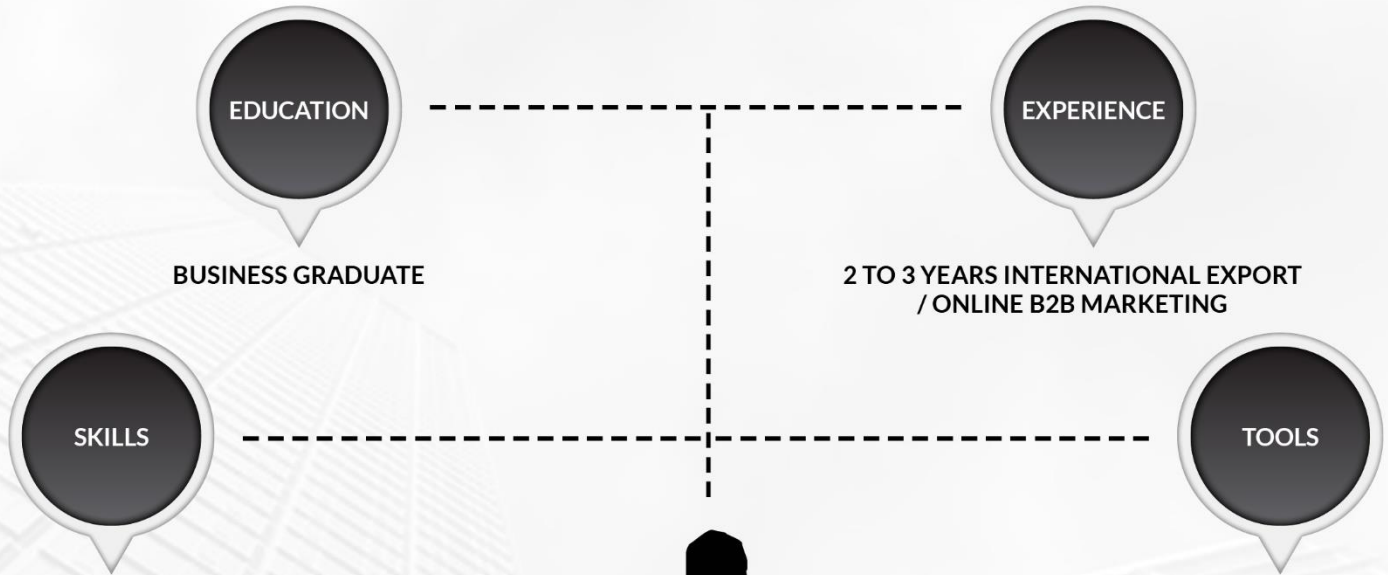 EDUCATION
EXPERIENCE
BUSINESS GRADUATE
2 TO 3 YEARS INTERNATIONAL EXPORT
/ ONLINE B2B MARKETING
SKILLS
TOOLS